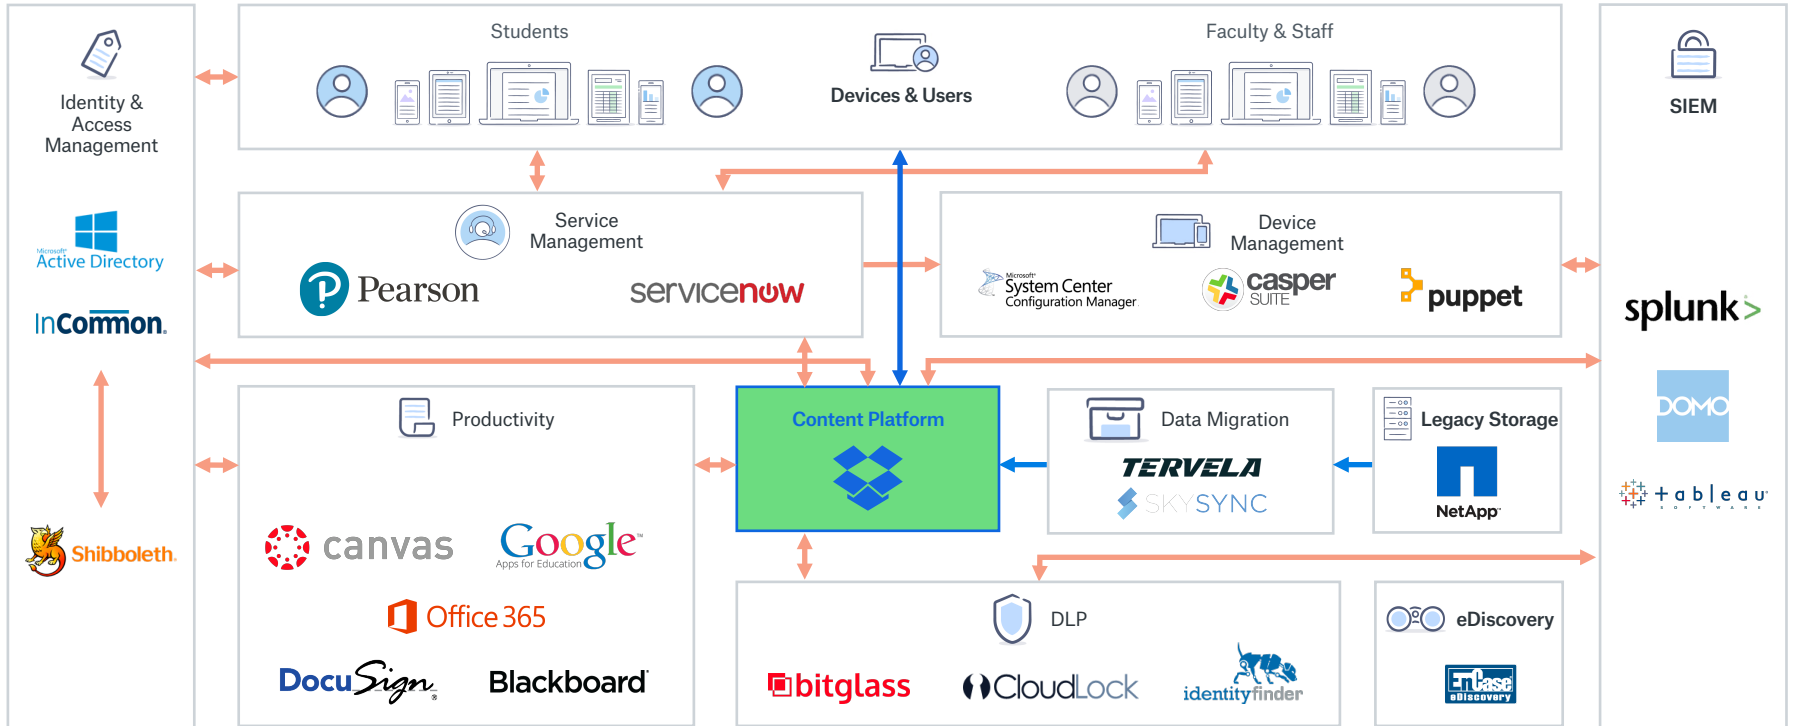 Identity &
Access
Management
Microsoft®
Active Directory
InCommon®
Shibboleth®
Students
Devices & Users
Faculty & Staff
SIEM
Service
Management
Pearson
servicenow
Device
Management
Microsoft®
System Center
Configuration Manager
casper
SUITE
puppet
splunk>
DOMO
tableau®
SOFTWARE
Productivity
canvas
Google™
Apps for Education
Office 365
DocuSign®
Blackboard®
Content Platform
Data Migration
TERVELA
SKYSYNC
Legacy Storage
NetApp™
DLP
bitglass
CloudLock
identityfinder
eDiscovery
EnCase
eDiscovery